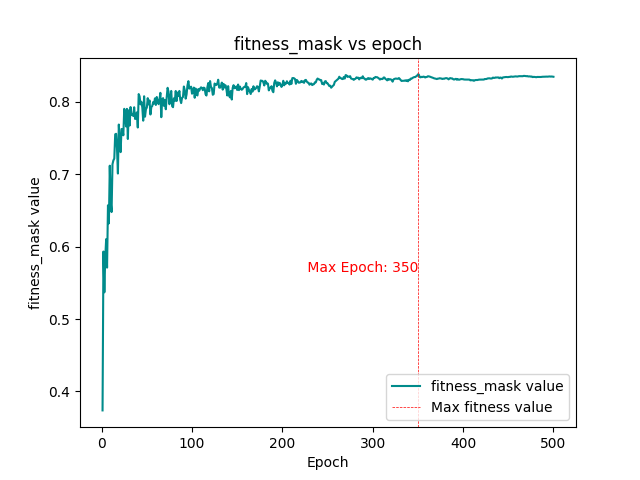 fitness_mask vs epoch
fitness_mask value
0.8
0.7
0.6
0.5
0.4
Max Epoch: 350
fitness_mask value
Max fitness value
0
100
200
300
400
500
Epoch